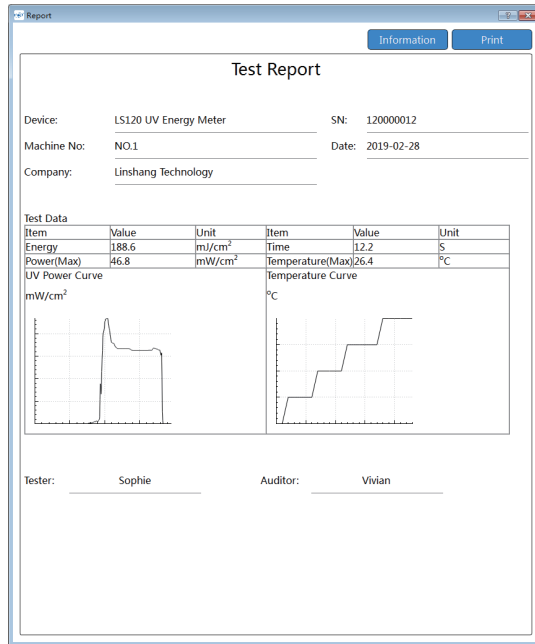 Report
Information Print
Test Report
Device: LS120 UV Energy Meter SN: 120000012
Machine No: NO.1 Date: 2019-02-28
Company: Linshang Technology
Test Data
Item Value Unit Item Value Unit
Energy 188.6 mJ/cm² Time 12.2 S
Power(Max) 46.8 mW/cm² Temperature(Max) 26.4 °C
UV Power Curve Temperature Curve
mW/cm² °C
Tester: Sophie Auditor: Vivian